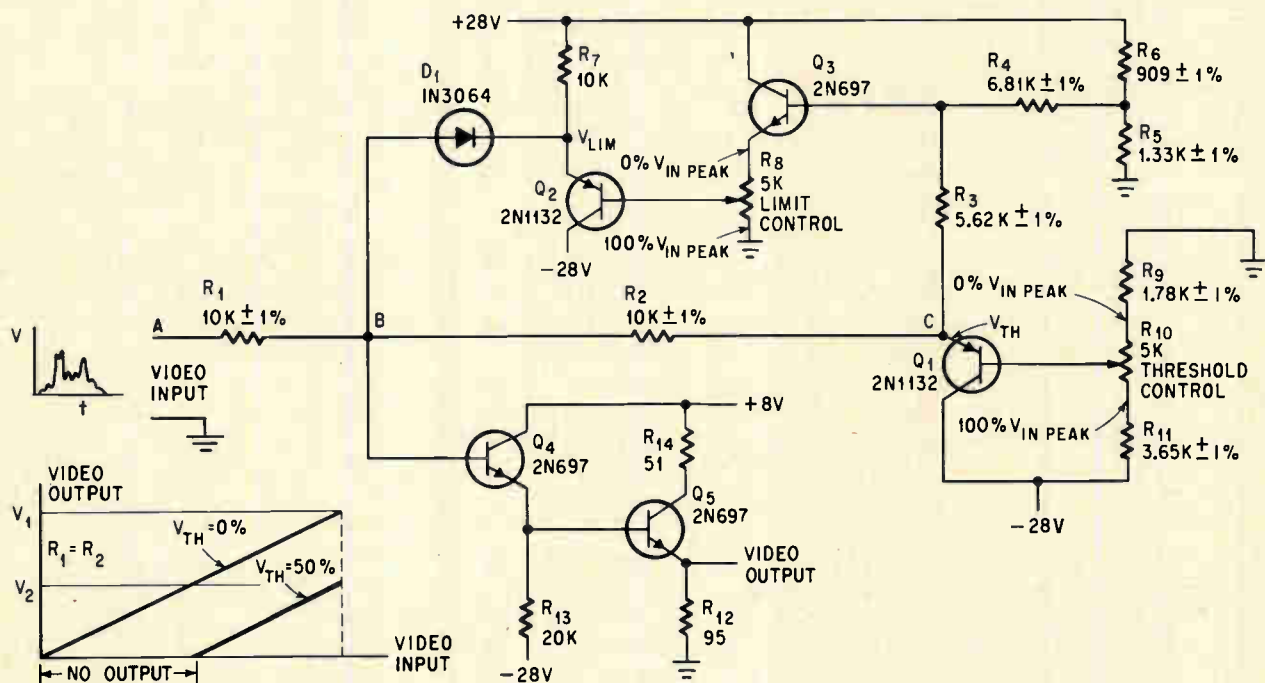 +28V
R7
10K
D1
IN3064
VLIM
Q2
2N1132
-28V
Q3
2N697
0% VIN PEAK
R8
5K
LIMIT
CONTROL
100% VIN PEAK
R4
6.81K ± 1%
R6
909 ± 1%
R5
1.33K ± 1%
R3
5.62K ± 1%
R9
1.78K ± 1%
0% VIN PEAK
R10
5K
THRESHOLD
CONTROL
100% VIN PEAK
R11
3.65K ± 1%
-28V
A
R1
10K ± 1%
B
R2
10K ± 1%
C
VTH
Q1
2N1132
V
t
VIDEO
INPUT
+8V
Q4
2N697
R14
51
Q5
2N697
VIDEO
OUTPUT
R13
20K
-28V
R12
95
VIDEO
OUTPUT
V1
VTH = 0%
R1 = R2
V2
VTH = 50%
VIDEO
INPUT
NO OUTPUT